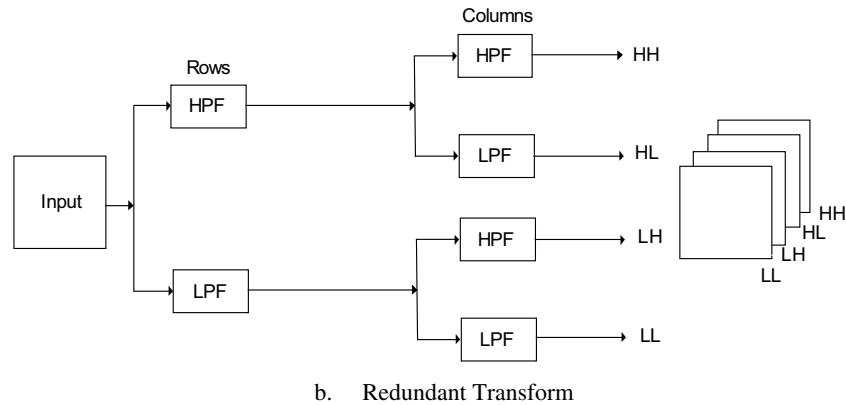 Columns
Rows
HPF
HH
HPF
LPF
HL
Input
HPF
LH
LPF
LPF
LL
HH
HL
LH
LL
b. Redundant Transform